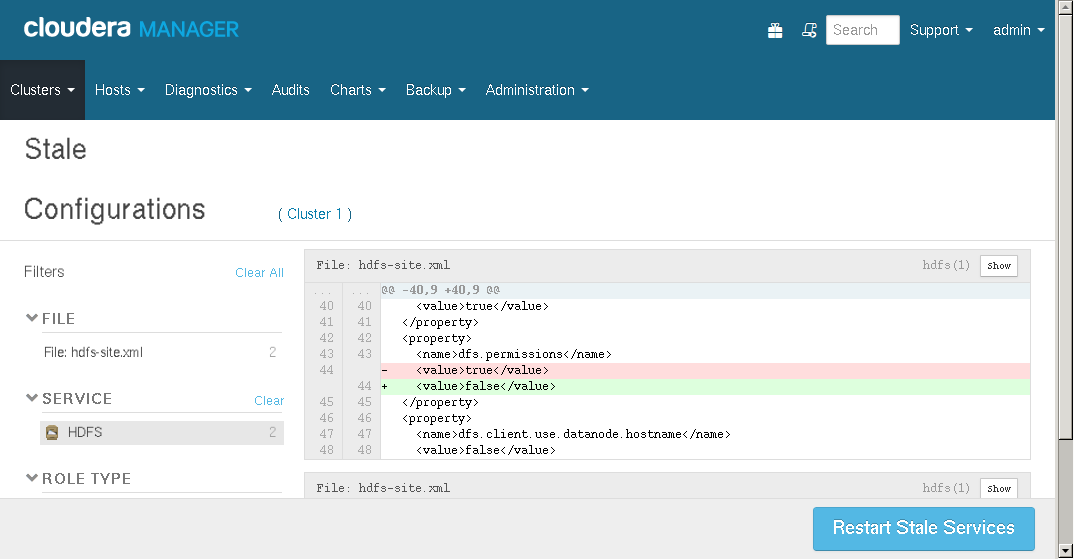 cloudera MANAGER
Search Support admin
Clusters Hosts Diagnostics Audits Charts Backup Administration
Stale
Configurations ( Cluster 1 )
Filters Clear All
FILE
File: hdfs-site.xml 2
SERVICE Clear
HDFS 2
ROLE TYPE
File: hdfs-site.xml hdfs(1) Show
... ... @@ -40,9 +40,9 @@
40 40 <value>true</value>
41 41 </property>
42 42 <property>
43 43 <name>dfs.permissions</name>
44 - <value>true</value>
44 + <value>false</value>
45 45 </property>
46 46 <property>
47 47 <name>dfs.client.use.datanode.hostname</name>
48 48 <value>false</value>
File: hdfs-site.xml hdfs(1) Show
Restart Stale Services